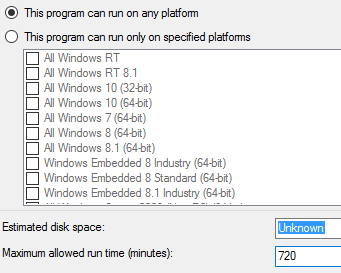 This program can run on any platform
This program can run only on specified platforms
All Windows RT
All Windows RT 8.1
All Windows 10 (32-bit)
All Windows 10 (64-bit)
All Windows 7 (64-bit)
All Windows 8 (64-bit)
All Windows 8.1 (64-bit)
Windows Embedded 8 Industry (64-bit)
Windows Embedded 8 Standard (64-bit)
Windows Embedded 8.1 Industry (64-bit)
Estimated disk space:
Unknown
Maximum allowed run time (minutes):
720